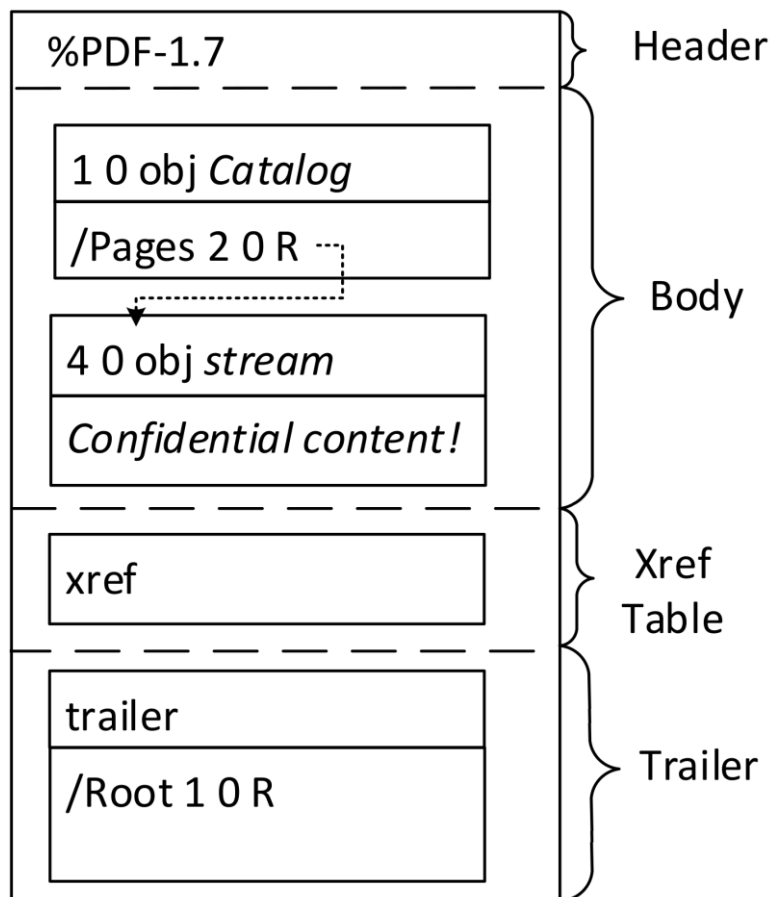 %PDF-1.7
Header
1 0 obj Catalog
/Pages 2 0 R
Body
4 0 obj stream
Confidential content!
xref
Xref
Table
trailer
/Root 1 0 R
Trailer